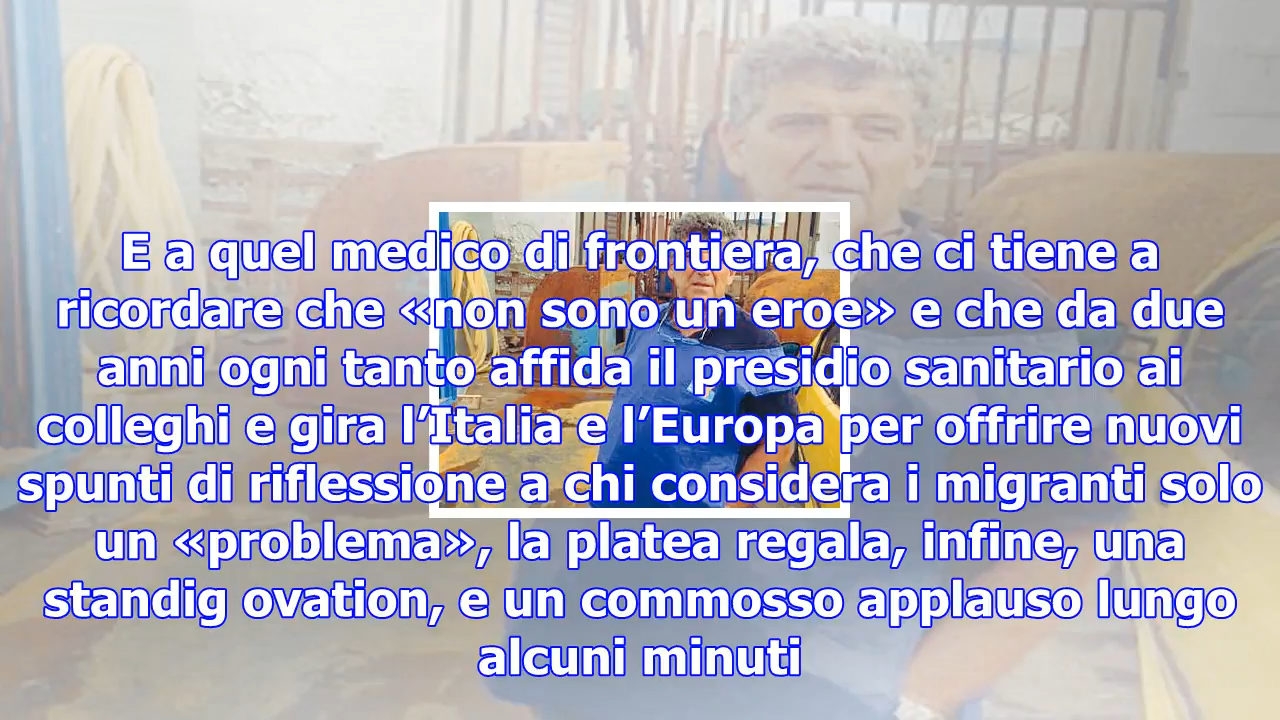 E a quel medico di frontiera, che ci tiene a
ricordare che «non sono un eroe» e che da due
anni ogni tanto affida il presidio sanitario ai
colleghi e gira l’Italia e l’Europa per offrire nuovi
spunti di riflessione a chi considera i migranti solo
un «problema», la platea regala, infine, una
standig ovation, e un commosso applauso lungo
alcuni minuti